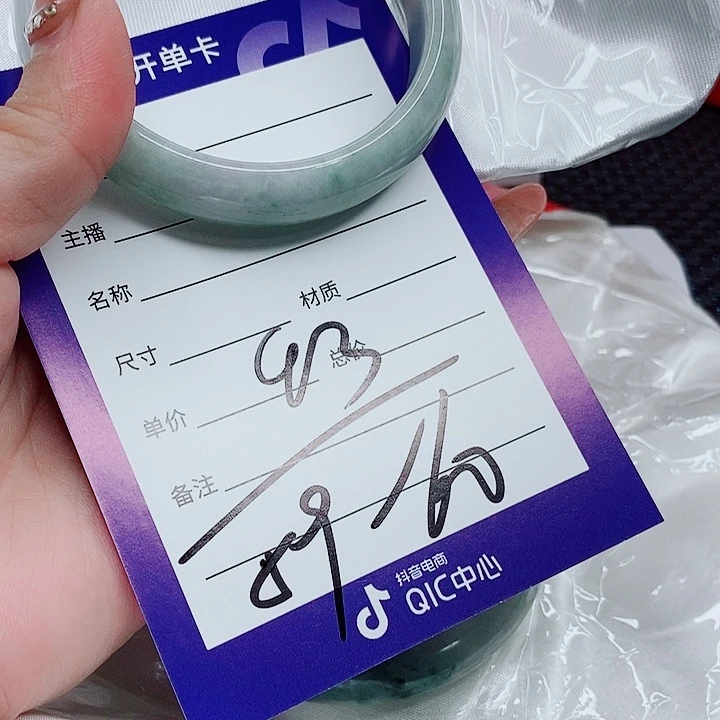 开单卡
主播
名称 材质
尺寸 总价
单价
备注
抖音电商
QIC中心